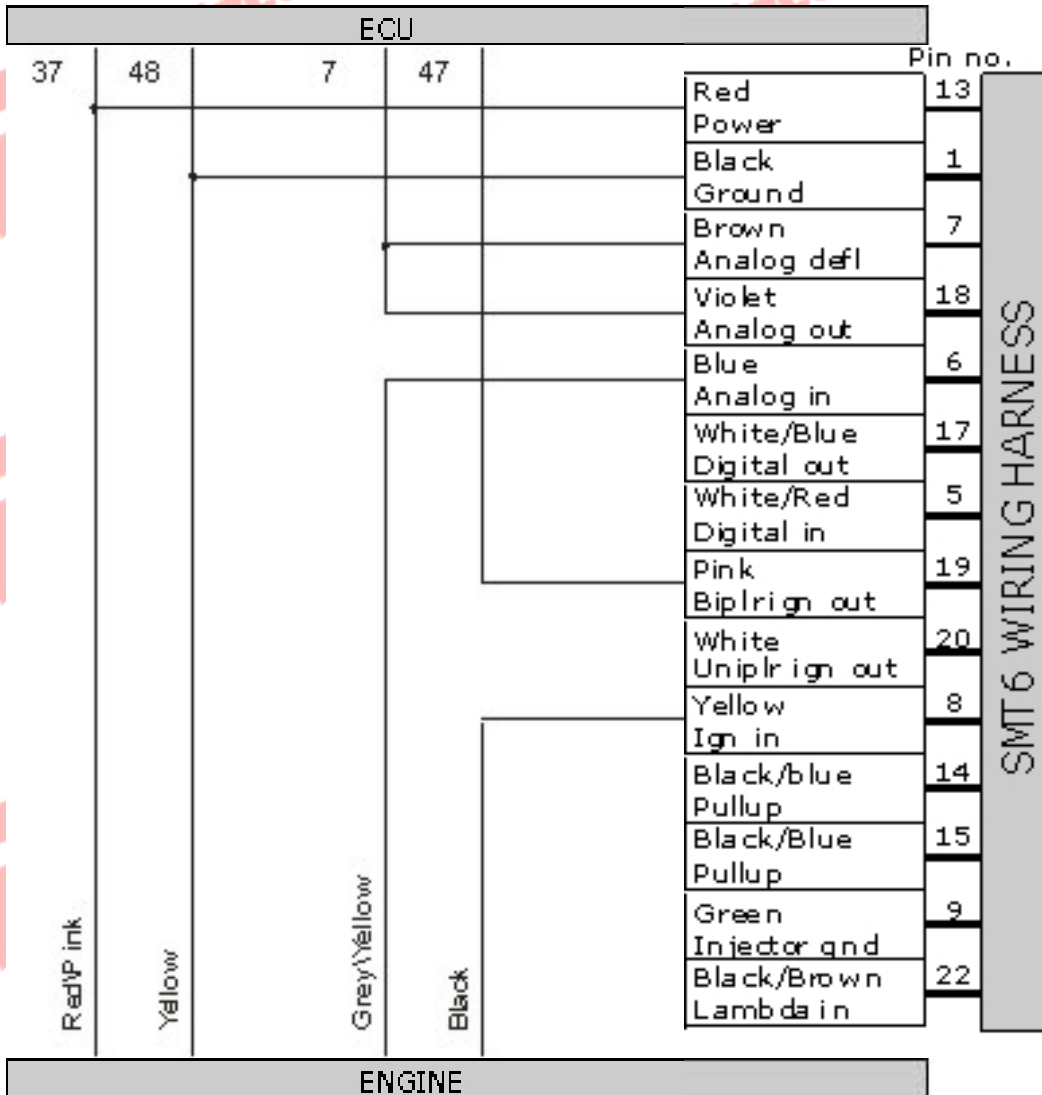 ECU
37 48 7 47
Pin no.
Red 13
Power
Black 1
Ground
Brown 7
Analog defl
Violet 18
Analog out
Blue 6
Analog in
White/Blue 17
Digital out
White/Red 5
Digital in
Pink 19
Biplrign out
White 20
Uniplr ign out
Yellow 8
Ign in
Black/blue 14
Pullup
Black/Blue 15
Pullup
Green 9
Injector gnd
Black/Brown 22
Lambda in
SMT6 WIRING HARNESS
Red\Pink
Yellow
Grey\Yellow
Black
ENGINE